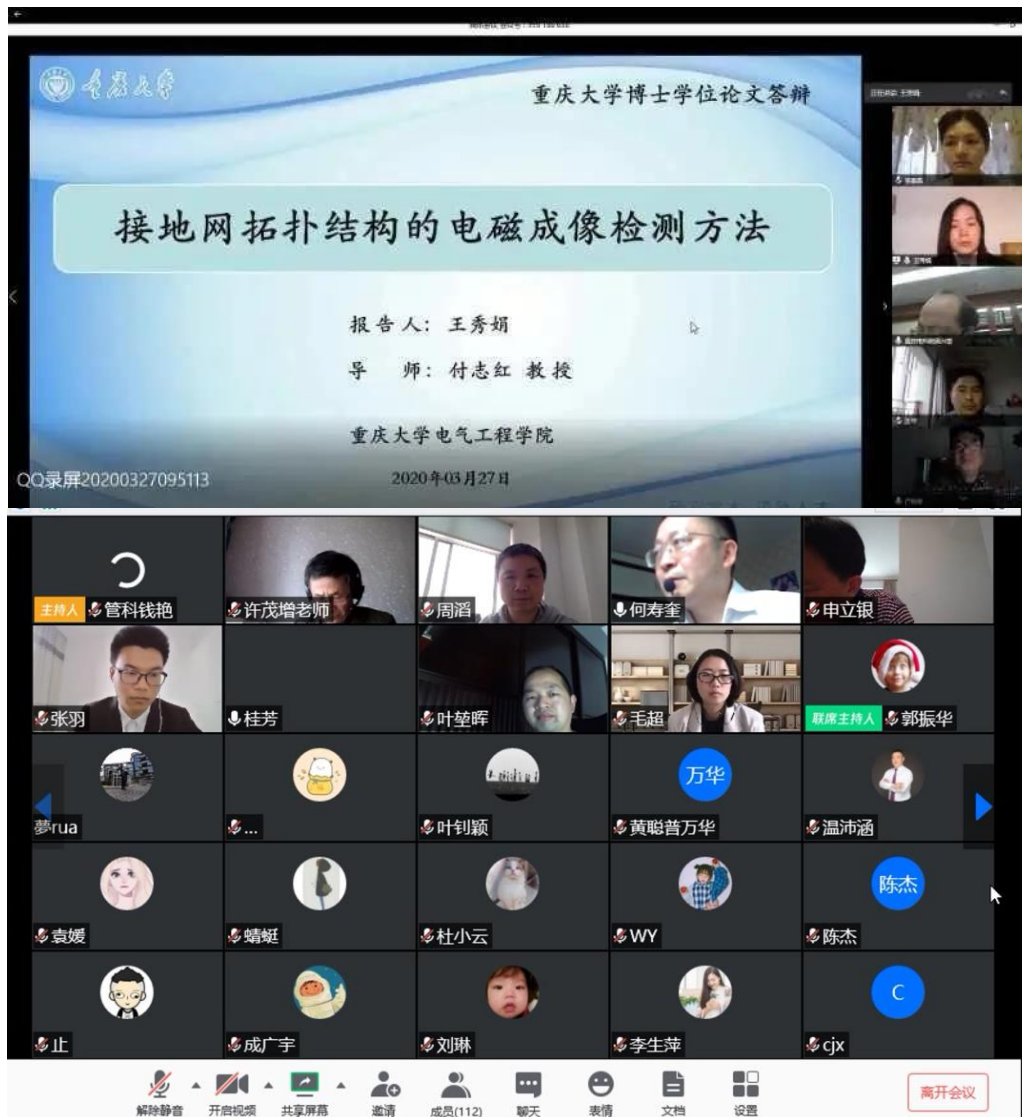 重庆大学
重庆大学博士学位论文答辩
接地网拓扑结构的电磁成像检测方法
报告人：王秀娟
导 师：付志红 教授
重庆大学电气工程学院
2020年03月27日
QQ录屏20200327095113
主持人 管科钱艳
许茂增老师
周滔
何寿奎
申立银
张羽
桂芳
叶堃晖
毛超
联席主持人 郭振华
夢rua
...
叶钊颖
万华
黄聪普万华
温沛涵
袁媛
蜻蜓
杜小云
WY
陈杰
陈杰
止
成广宇
刘琳
李生萍
C
cjx
解除静音
开启视频
共享屏幕
邀请
成员(112)
聊天
表情
文档
设置
离开会议